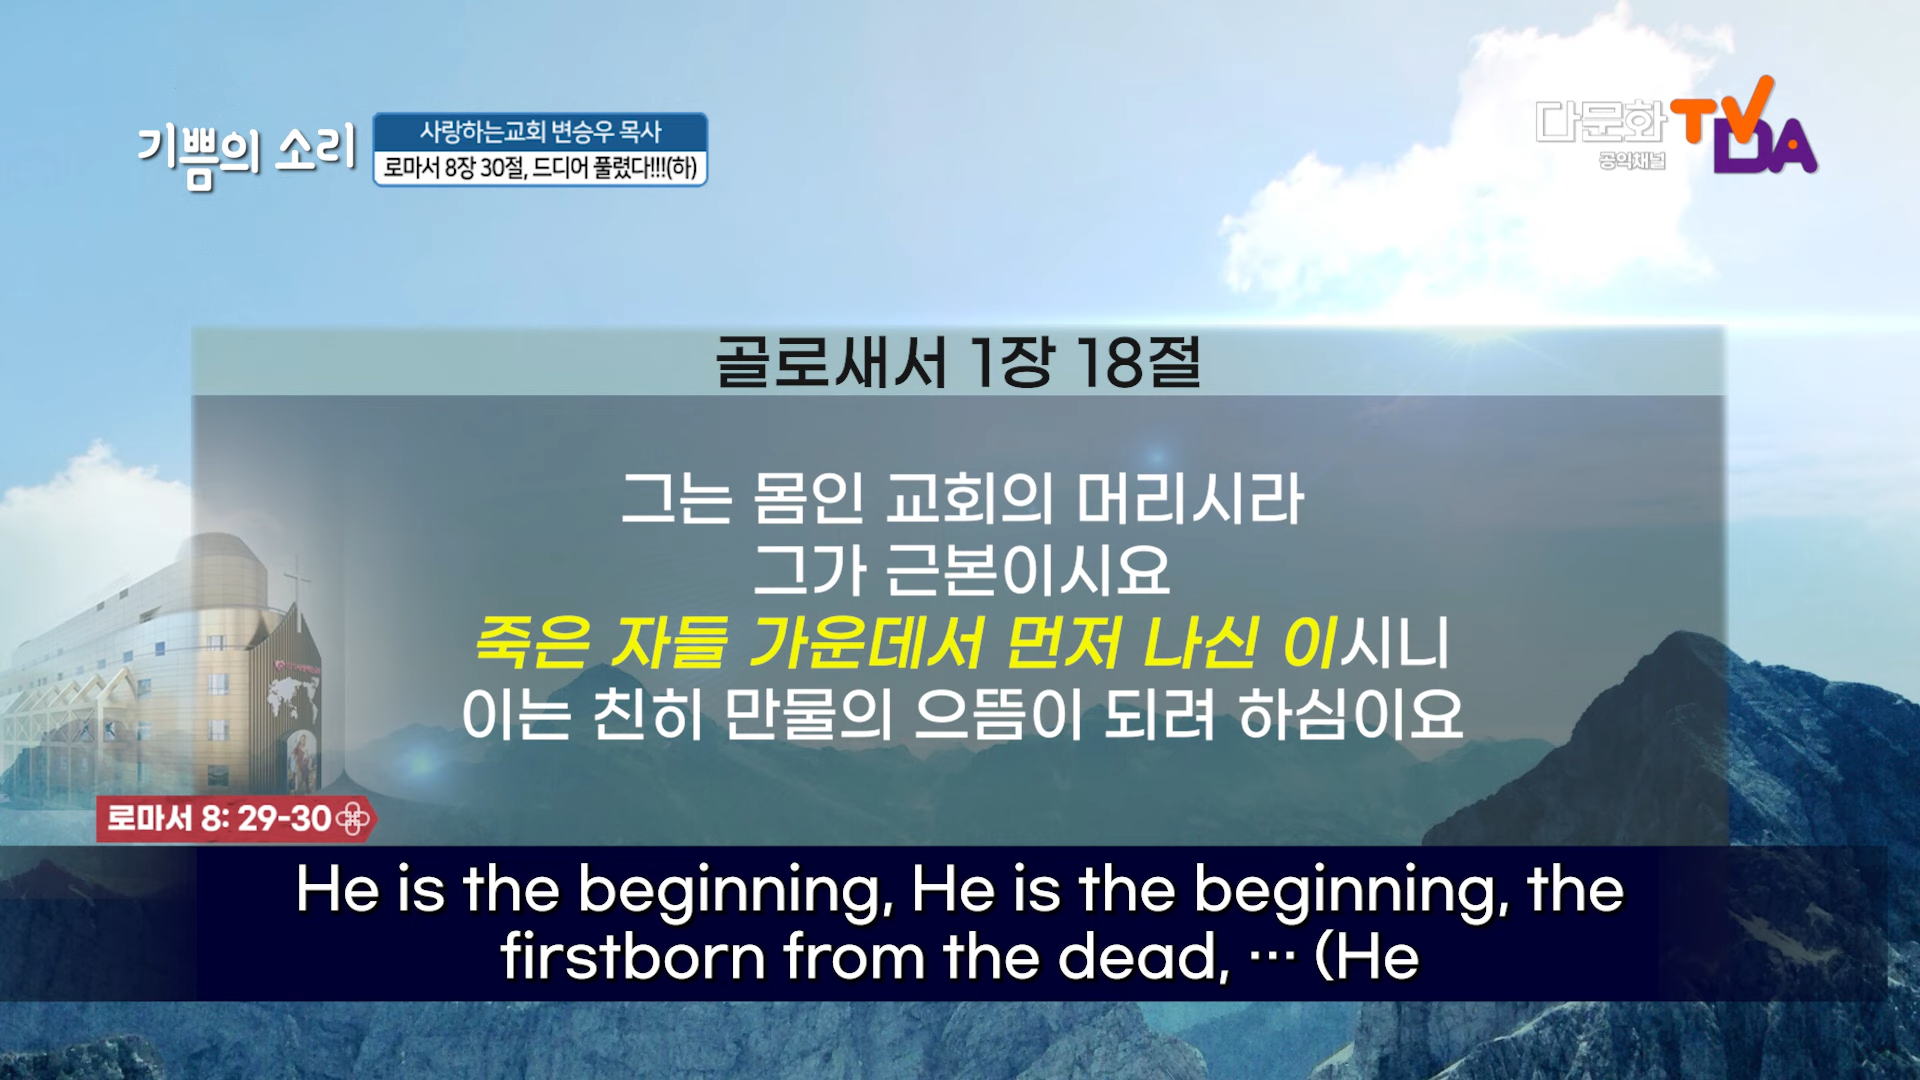 기쁨의 소리
사랑하는교회 변승우 목사
로마서 8장 30절, 드디어 풀렸다!!!(하)
다문화 TV
공익채널 DA
골로새서 1장 18절
그는 몸인 교회의 머리시라
그가 근본이시요
죽은 자들 가운데서 먼저 나신 이시니
이는 친히 만물의 으뜸이 되려 하심이요
로마서 8: 29-30
He is the beginning, He is the beginning, the
firstborn from the dead, ··· (He